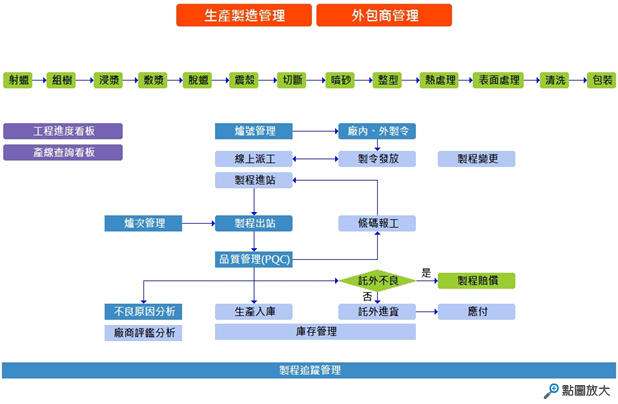 生產製造管理 外包商管理
射蠟 組樹 浸漿 敷漿 脫蠟 震殼 切斷 噴砂 整型 熱處理 表面處理 清洗 包裝
工程進度看板 爐號管理 廠內、外製令
產線查詢看板 線上派工 製令發放 製程變更
製程進站
爐次管理 製程出站 條碼報工
品質管理(PQC)
託外不良 是 製程賠償
否
不良原因分析 生產入庫 託外進貨 應付
廠商評鑑分析 庫存管理
製程追蹤管理
點圖放大